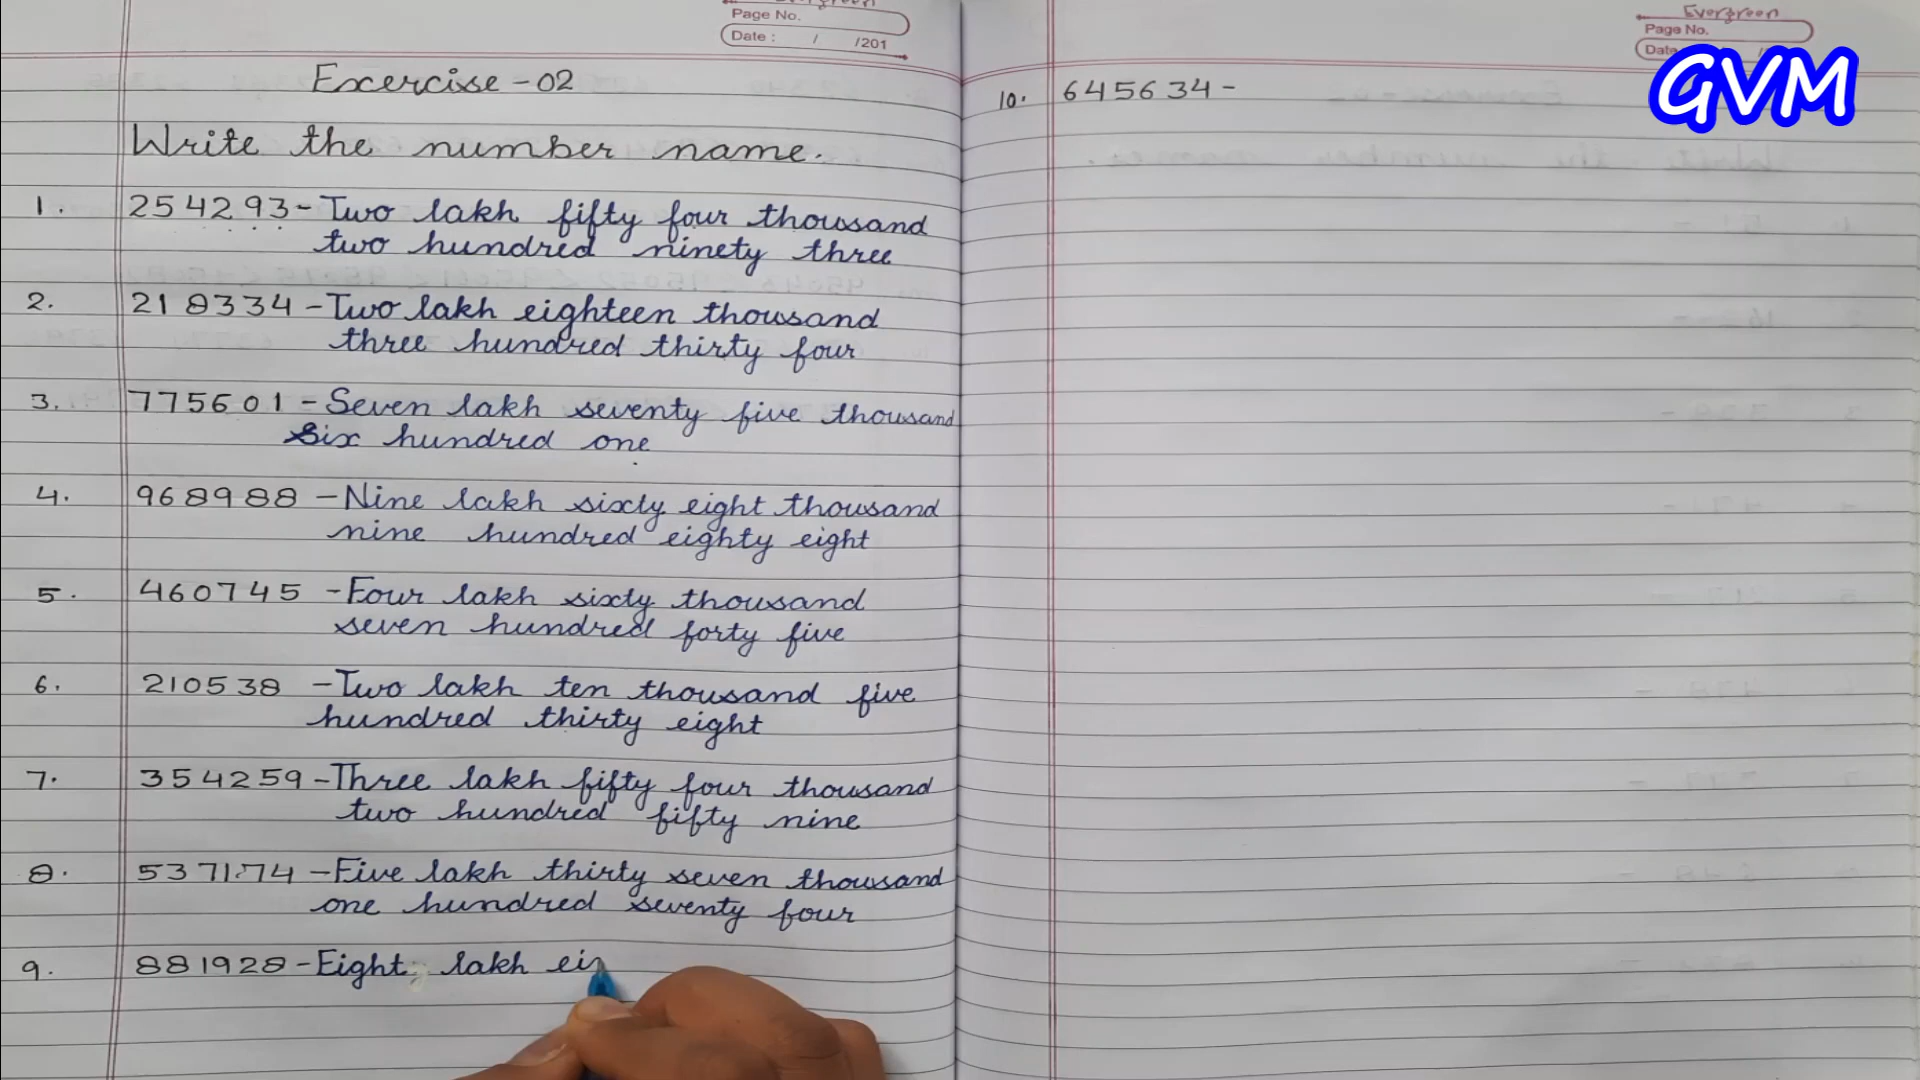 Page No.
Date : / /201
Excercise - 02
Write the number name.
1. 254293 - Two lakh fifty four thousand
two hundred ninety three
2. 218334 - Two lakh eighteen thousand
three hundred thirty four
3. 775601 - Seven lakh seventy five thousand
six hundred one
4. 968988 - Nine lakh sixty eight thousand
nine hundred eighty eight
5. 460745 - Four lakh sixty thousand
seven hundred forty five
6. 210538 - Two lakh ten thousand five
hundred thirty eight
7. 354259 - Three lakh fifty four thousand
two hundred fifty nine
8. 537174 - Five lakh thirty seven thousand
one hundred seventy four
9. 881928 - Eight lakh ei
Evergreen
Page No.
Date
GVM
10. 645634 -